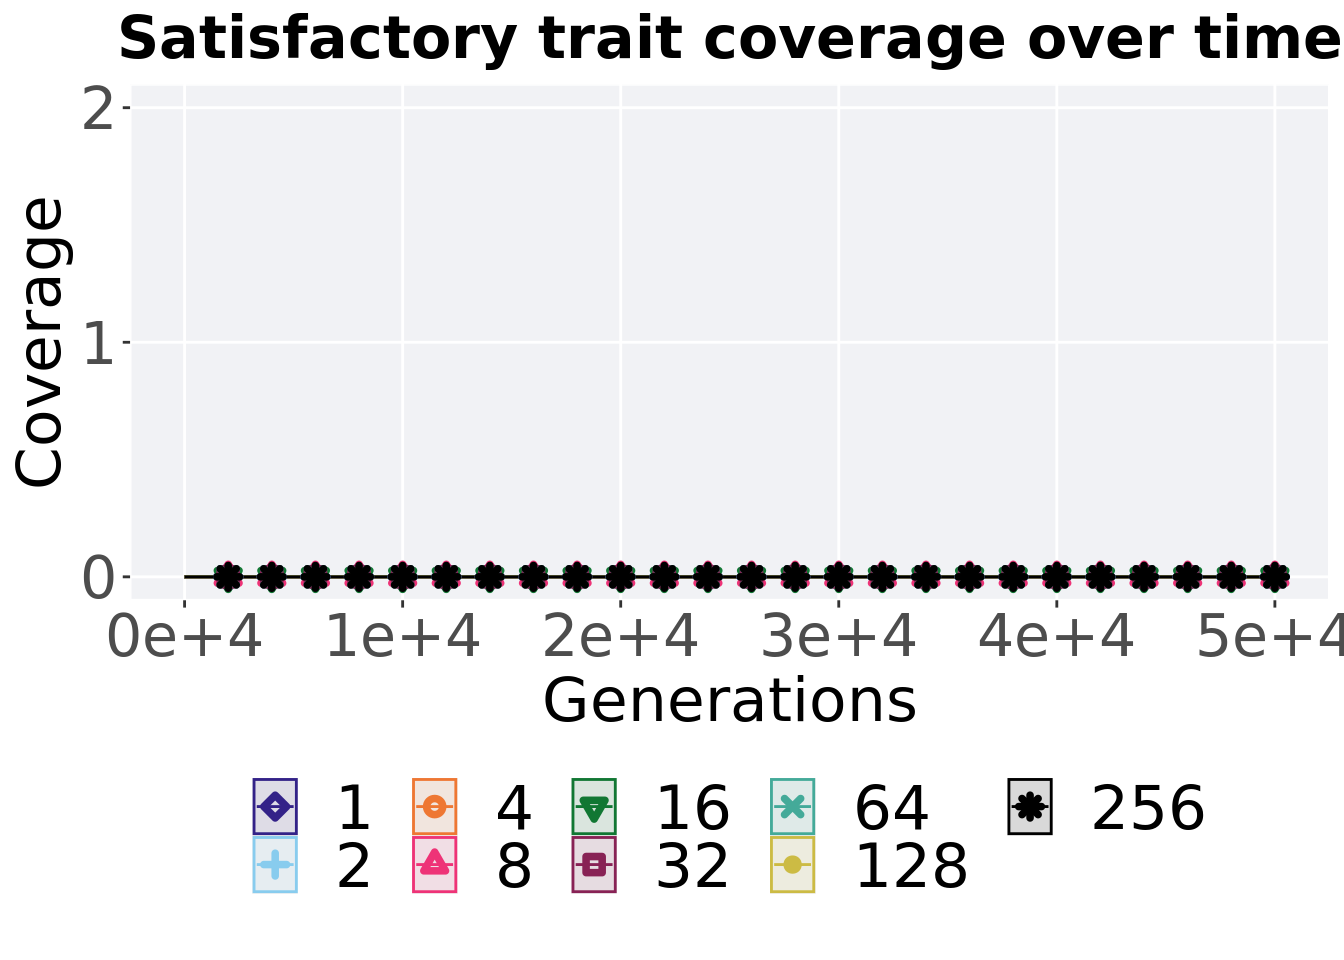 Satisfactory trait coverage over time
2
1
0
Coverage
0e+4 1e+4 2e+4 3e+4 4e+4 5e+4
Generations
1 4 16 64 256
2 8 32 128